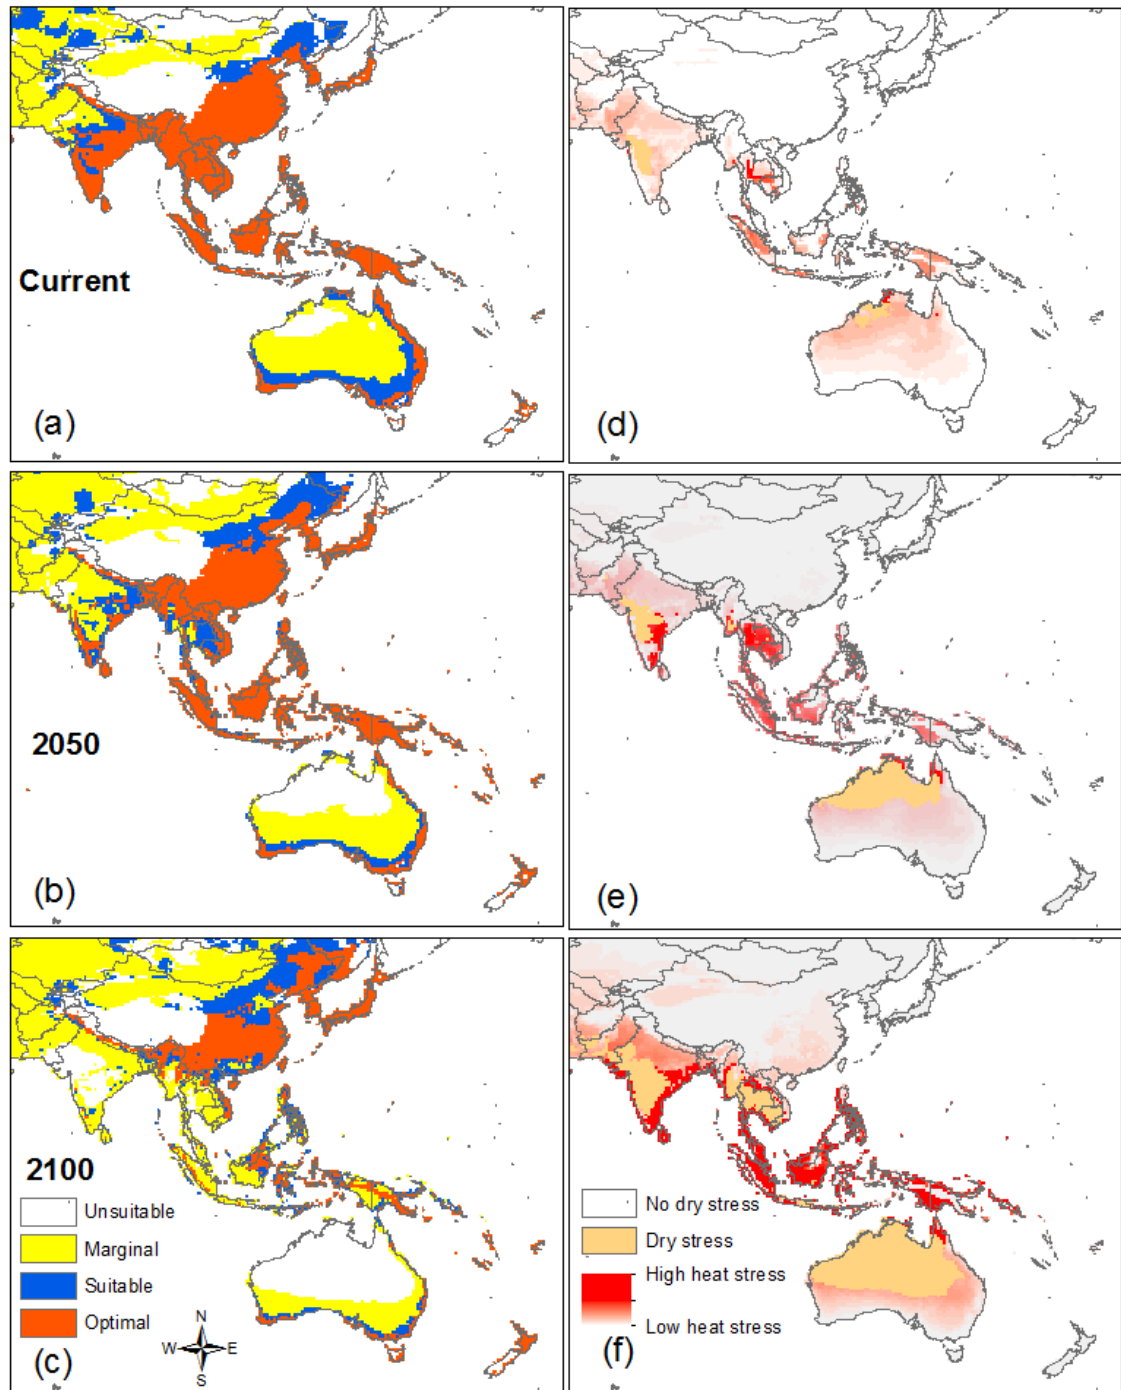 Current
(a)
(d)
2050
(b)
(e)
2100
Unsuitable
Marginal
Suitable
Optimal
N
W E
S
(c)
No dry stress
Dry stress
High heat stress
Low heat stress
(f)